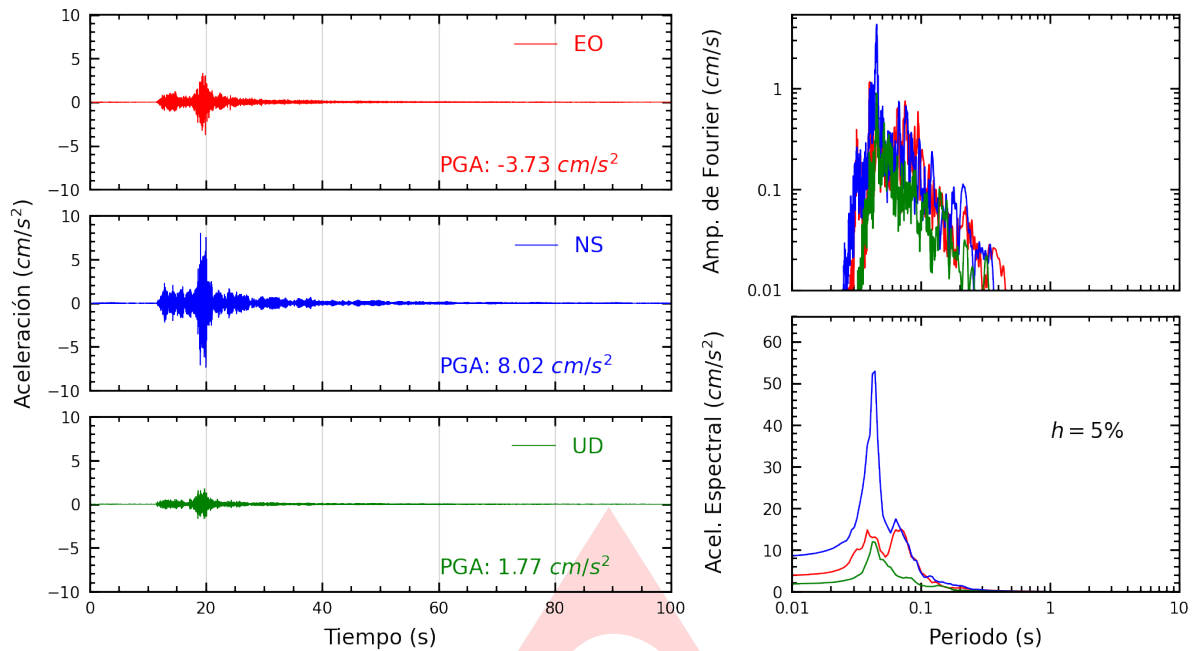 Aceleración (cm/s²)
10
5
0
−5
−10
EO
PGA: -3.73 cm/s²
10
5
0
−5
−10
NS
PGA: 8.02 cm/s²
10
5
0
−5
−10
UD
PGA: 1.77 cm/s²
0 20 40 60 80 100
Tiempo (s)
Amp. de Fourier (cm/s)
1
0.1
0.01
Acel. Espectral (cm/s²)
60
50
40
30
20
10
0
h = 5%
0.01 0.1 1 10
Periodo (s)